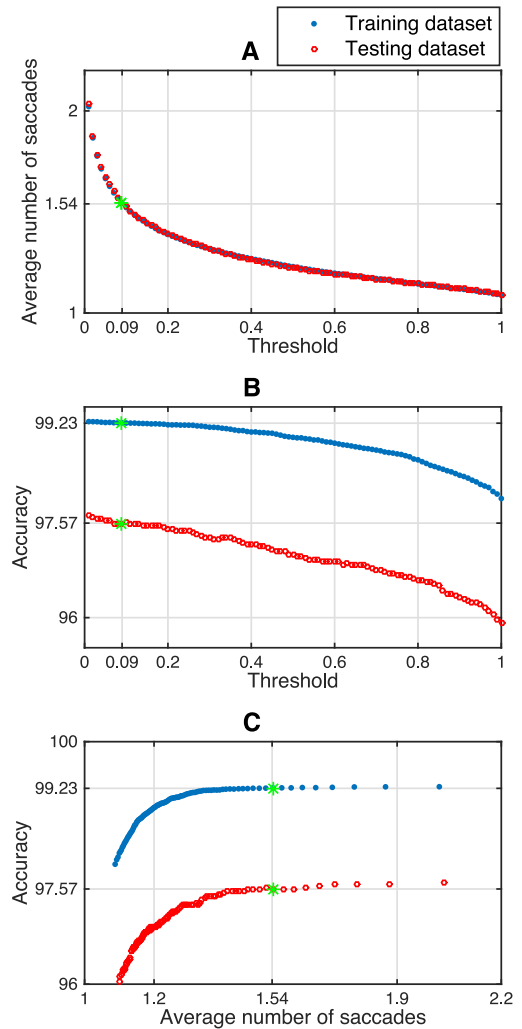 Training dataset
Testing dataset
A
Average number of saccades
2
1.54
1
0 0.09 0.2 0.4 0.6 0.8 1
Threshold
B
Accuracy
99.23
97.57
96
0 0.09 0.2 0.4 0.6 0.8 1
Threshold
C
Accuracy
100
99.23
97.57
96
1 1.2 1.54 1.9 2.2
Average number of saccades